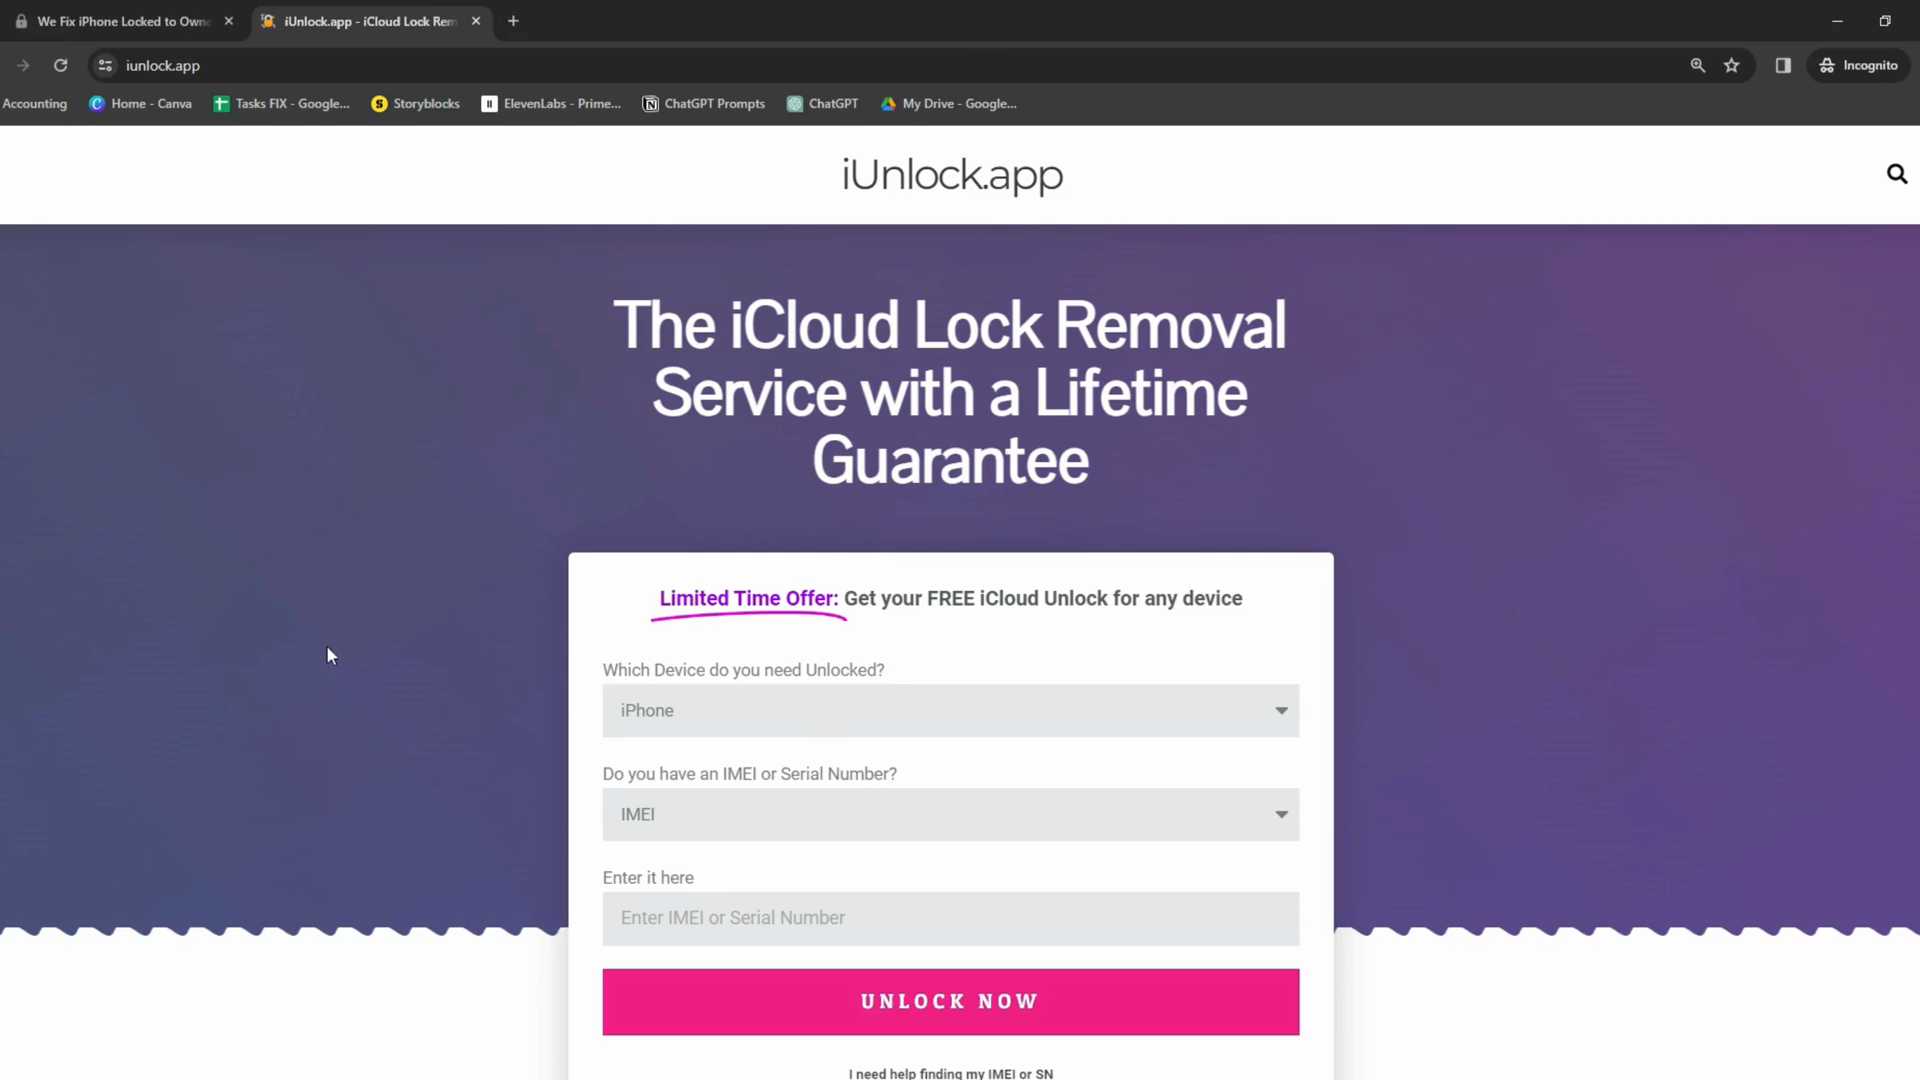 We Fix iPhone Locked to Own
iUnlock.app - iCloud Lock Rem
iunlock.app
Incognito
Accounting
Home - Canva
Tasks FIX - Google...
Storyblocks
ElevenLabs - Prime...
ChatGPT Prompts
ChatGPT
My Drive - Google...
iUnlock.app
The iCloud Lock Removal
Service with a Lifetime
Guarantee
Limited Time Offer: Get your FREE iCloud Unlock for any device
Which Device do you need Unlocked?
iPhone
Do you have an IMEI or Serial Number?
IMEI
Enter it here
Enter IMEI or Serial Number
UNLOCK NOW
I need help finding my IMEI or SN